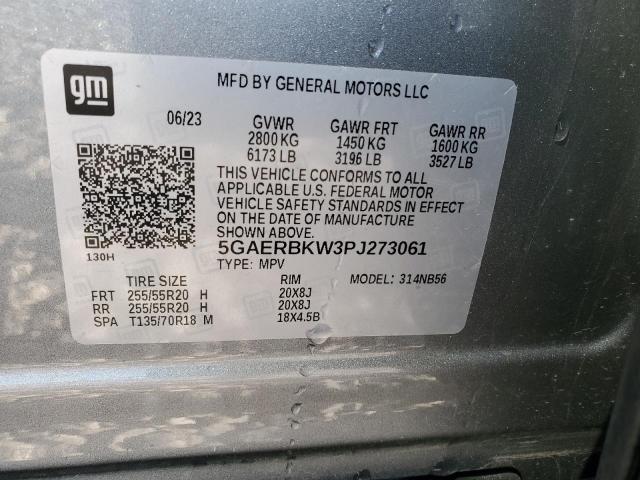 gm
MFD BY GENERAL MOTORS LLC
06/23 GVWR GAWR FRT GAWR RR
2800 KG 1450 KG 1600 KG
6173 LB 3196 LB 3527 LB
THIS VEHICLE CONFORMS TO ALL
APPLICABLE U.S. FEDERAL MOTOR
VEHICLE SAFETY STANDARDS IN EFFECT
ON THE DATE OF MANUFACTURE
SHOWN ABOVE.
130H
5GAERBKW3PJ273061
TYPE: MPV
TIRE SIZE RIM MODEL: 314NB56
FRT 255/55R20 H 20X8J
RR 255/55R20 H 20X8J
SPA T135/70R18 M 18X4.5B